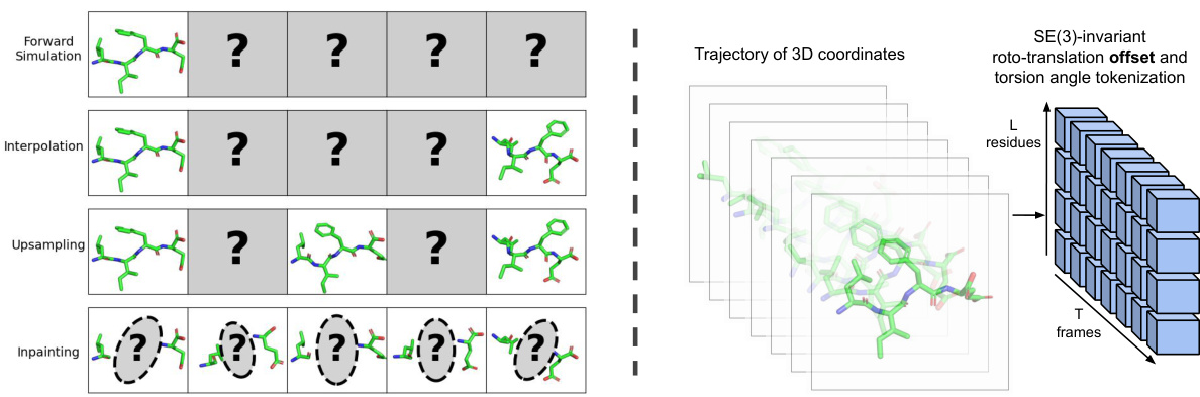 Forward
Simulation
? ? ? ?
Interpolation
? ? ?
Upsampling
? ?
Inpainting
? ? ? ? ?
Trajectory of 3D coordinates
SE(3)-invariant
roto-translation offset and
torsion angle tokenization
L
residues
T
frames